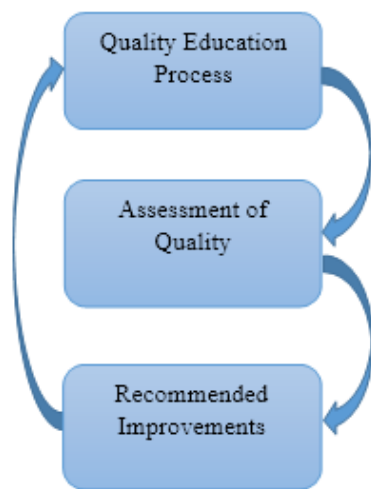 Quality Education
Process
Assessment of
Quality
Recommended
Improvements